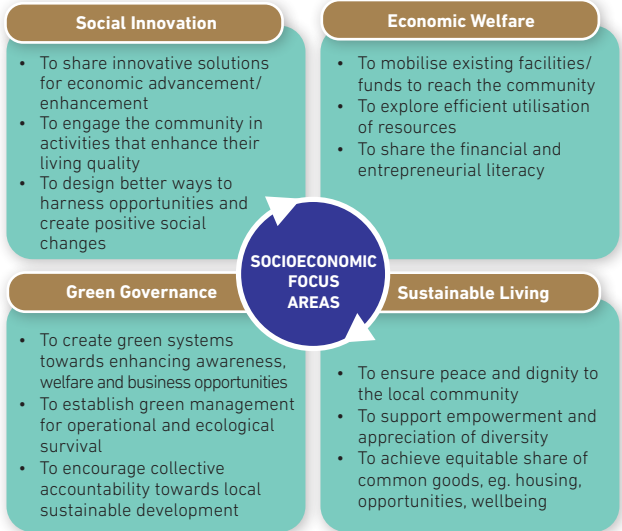 Social Innovation
• To share innovative solutions
for economic advancement/
enhancement
• To engage the community in
activities that enhance their
living quality
• To design better ways to
harness opportunities and
create positive social
changes
Economic Welfare
• To mobilise existing facilities/
funds to reach the community
• To explore efficient utilisation
of resources
• To share the financial and
entrepreneurial literacy
SOCIOECONOMIC
FOCUS
AREAS
Green Governance
• To create green systems
towards enhancing awareness,
welfare and business opportunities
• To establish green management
for operational and ecological
survival
• To encourage collective
accountability towards local
sustainable development
Sustainable Living
• To ensure peace and dignity to
the local community
• To support empowerment and
appreciation of diversity
• To achieve equitable share of
common goods, eg. housing,
opportunities, wellbeing